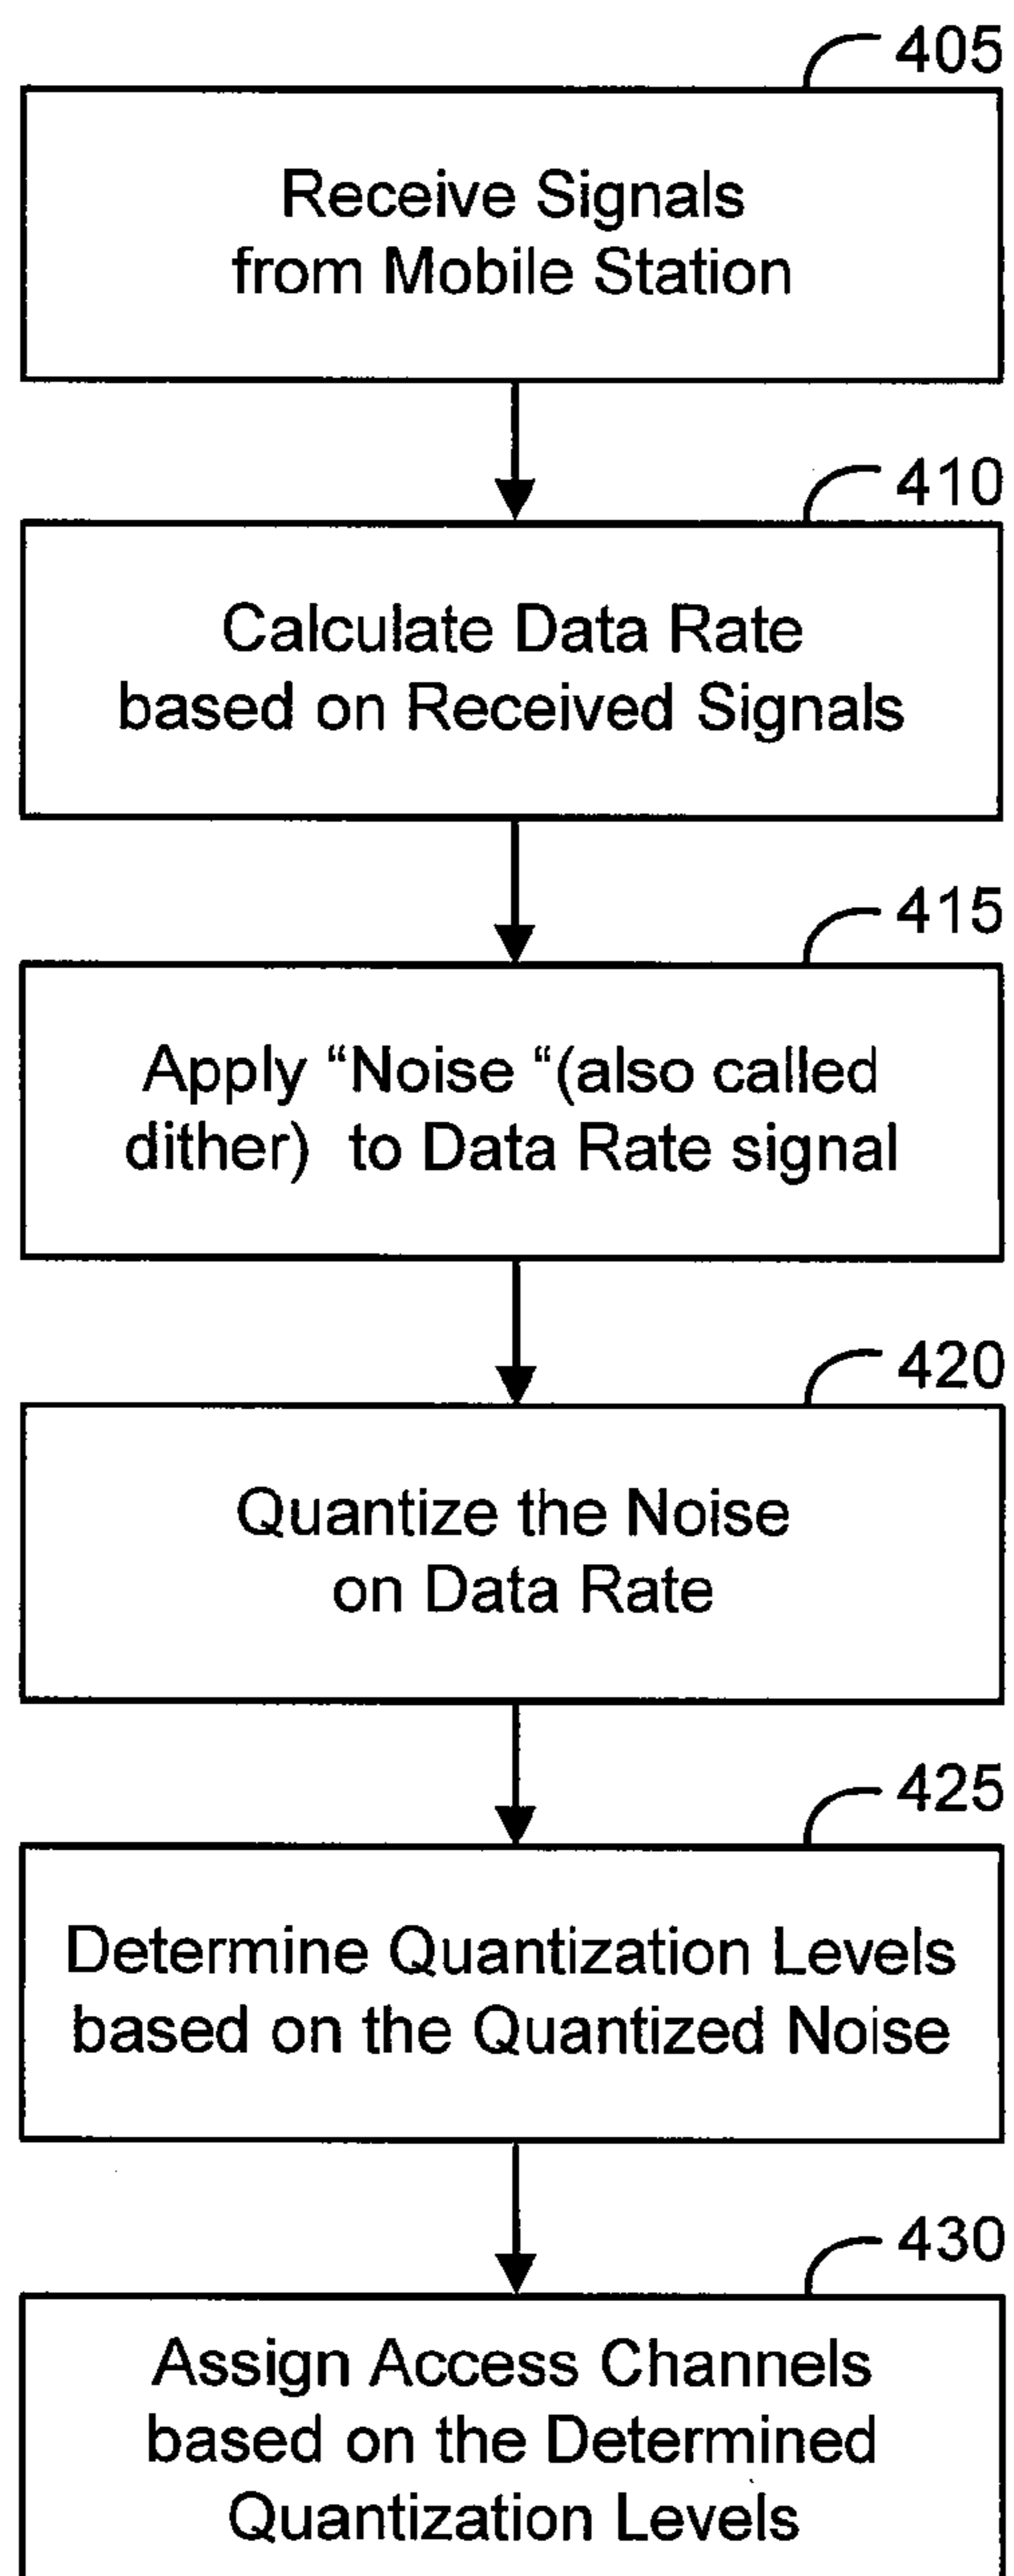 405
Receive Signals
from Mobile Station
410
Calculate Data Rate
based on Received Signals
415
Apply “Noise “(also called
dither)  to Data Rate signal
420
Quantize the Noise
on Data Rate
425
Determine Quantization Levels
based on the Quantized Noise
430
Assign Access Channels
based on the Determined
Quantization Levels